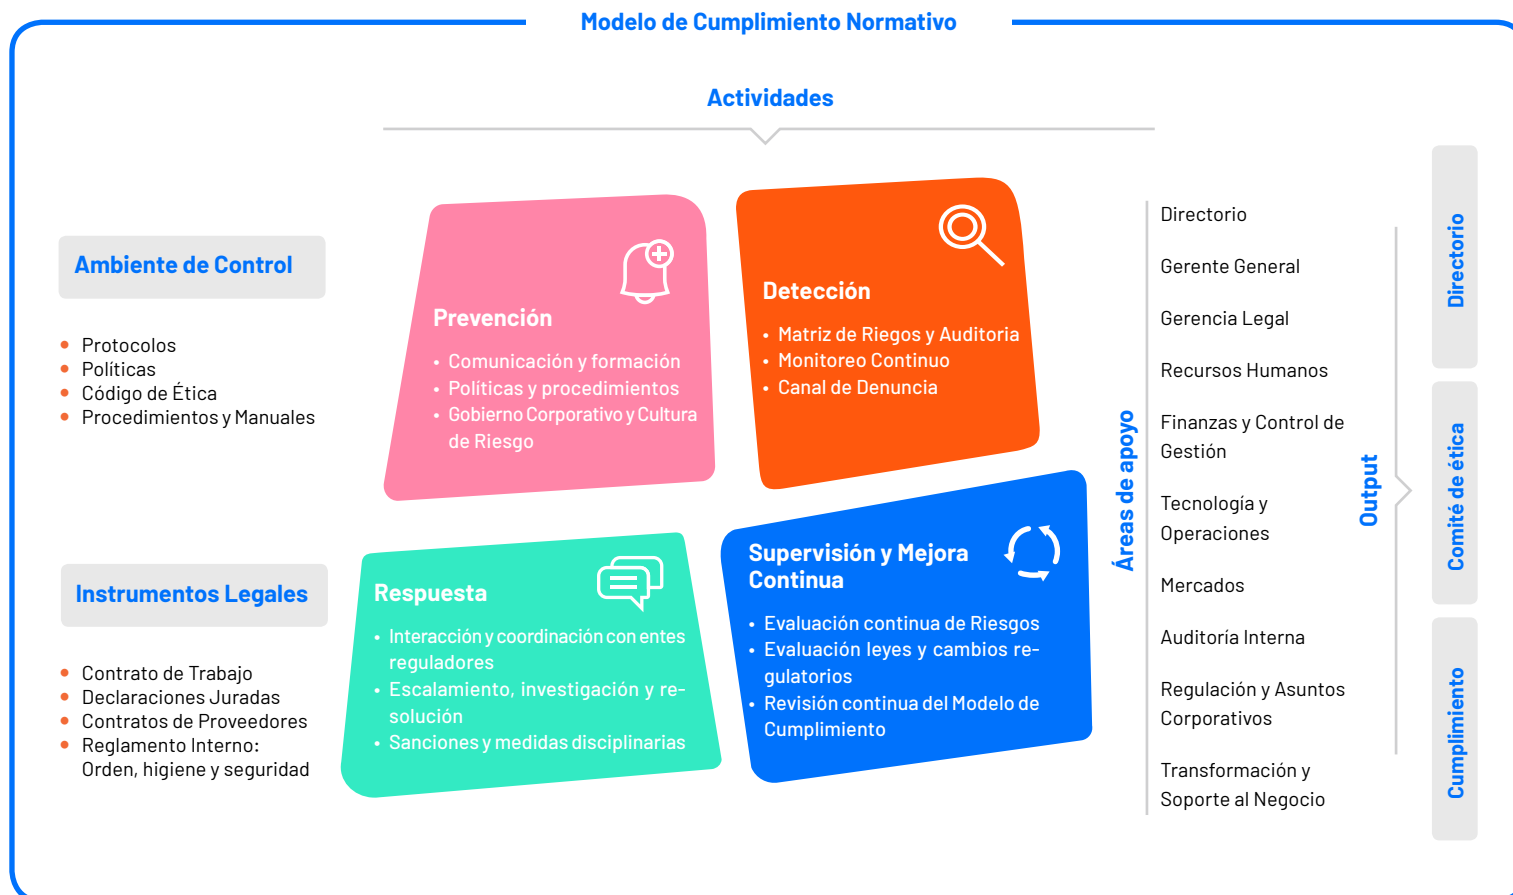 Modelo de Cumplimiento Normativo
Actividades
Ambiente de Control
• Protocolos
• Políticas
• Código de Ética
• Procedimientos y Manuales
Instrumentos Legales
• Contrato de Trabajo
• Declaraciones Juradas
• Contratos de Proveedores
• Reglamento Interno:
Orden, higiene y seguridad
Prevención
• Comunicación y formación
• Políticas y procedimientos
• Gobierno Corporativo y Cultura
de Riesgo
Detección
• Matriz de Riegos y Auditoria
• Monitoreo Continuo
• Canal de Denuncia
Respuesta
• Interacción y coordinación con entes
reguladores
• Escalamiento, investigación y re-
solución
• Sanciones y medidas disciplinarias
Supervisión y Mejora
Continua
• Evaluación continua de Riesgos
• Evaluación leyes y cambios re-
gulatorios
• Revisión continua del Modelo de
Cumplimiento
Áreas de apoyo
Directorio
Gerente General
Gerencia Legal
Recursos Humanos
Finanzas y Control de
Gestión
Tecnología y
Operaciones
Mercados
Auditoría Interna
Regulación y Asuntos
Corporativos
Transformación y
Soporte al Negocio
Output
Directorio
Comité de ética
Cumplimiento